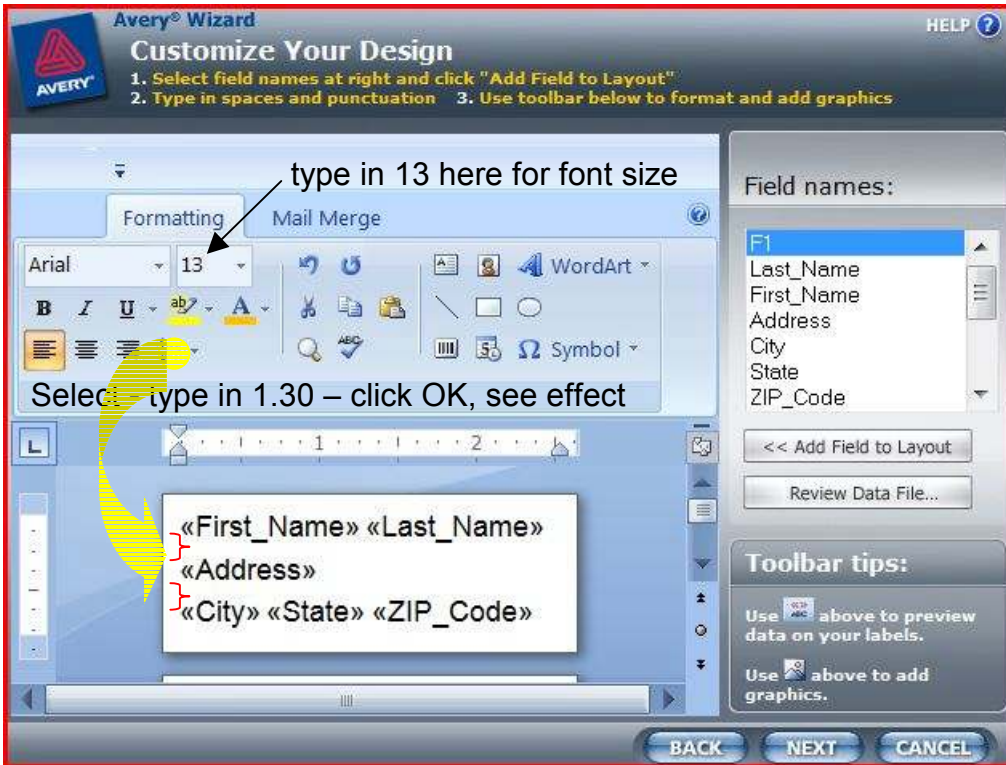 Avery® Wizard
HELP ?
AVERY
Customize Your Design
1. Select field names at right and click "Add Field to Layout"
2. Type in spaces and punctuation 3. Use toolbar below to format and add graphics
type in 13 here for font size
Formatting Mail Merge
Arial 13
WordArt
B I U ab A
ABC
Ω Symbol
Select - type in 1.30 – click OK, see effect
L
1 2
«First_Name» «Last_Name»
«Address»
«City» «State» «ZIP_Code»
Field names:
F1
Last_Name
First_Name
Address
City
State
ZIP_Code
<< Add Field to Layout
Review Data File...
Toolbar tips:
Use above to preview
data on your labels.
Use above to add
graphics.
BACK NEXT CANCEL